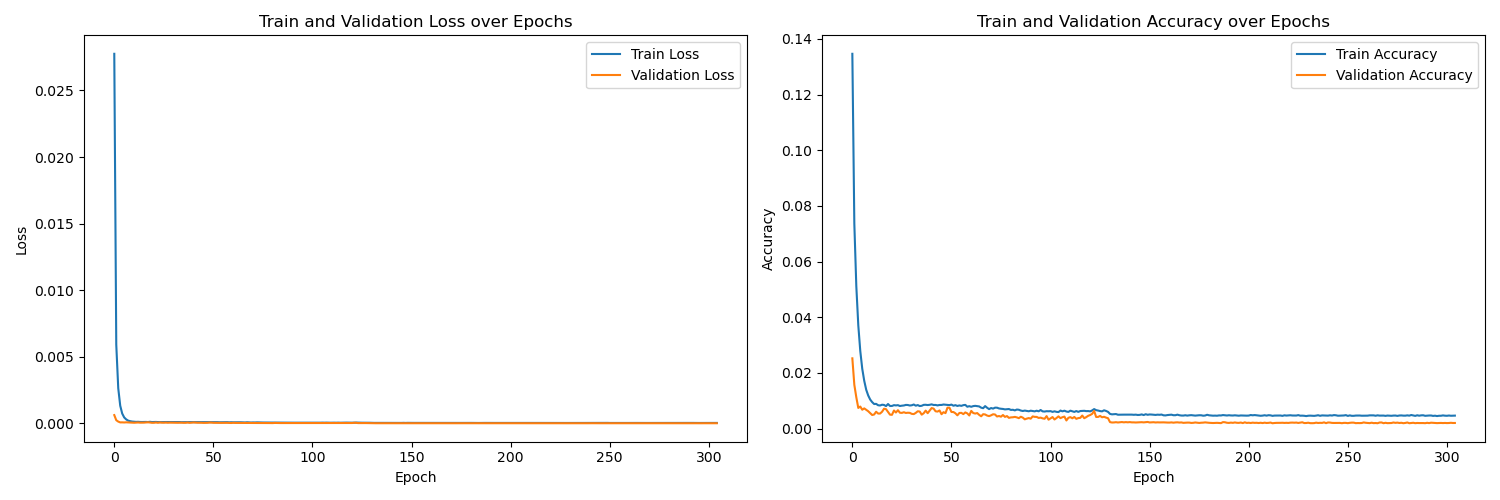 Train and Validation Loss over Epochs
Train Loss
Validation Loss
0.025
0.020
0.015
0.010
0.005
0.000
Loss
0
50
100
150
200
250
300
Epoch
Train and Validation Accuracy over Epochs
Train Accuracy
Validation Accuracy
0.14
0.12
0.10
0.08
0.06
0.04
0.02
0.00
Accuracy
0
50
100
150
200
250
300
Epoch